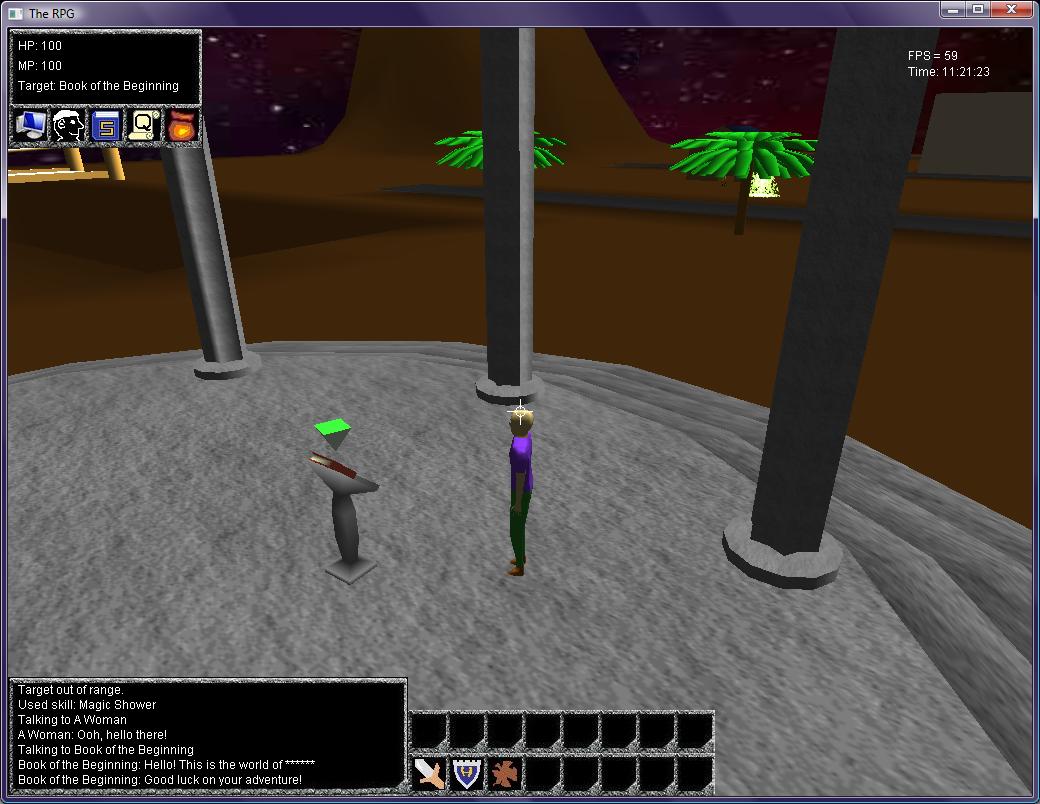 The RPG
HP: 100
MP: 100
Target: Book of the Beginning
FPS = 59
Time: 11:21:23
S
Q
Target out of range.
Used skill: Magic Shower
Talking to A Woman
A Woman: Ooh, hello there!
Talking to Book of the Beginning
Book of the Beginning: Hello! This is the world of ******
Book of the Beginning: Good luck on your adventure!